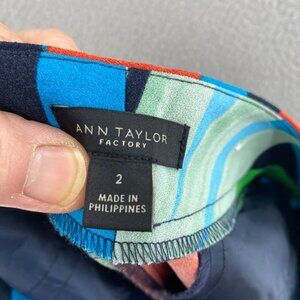 ANN TAYLOR
FACTORY
2
MADE IN
PHILIPPINES